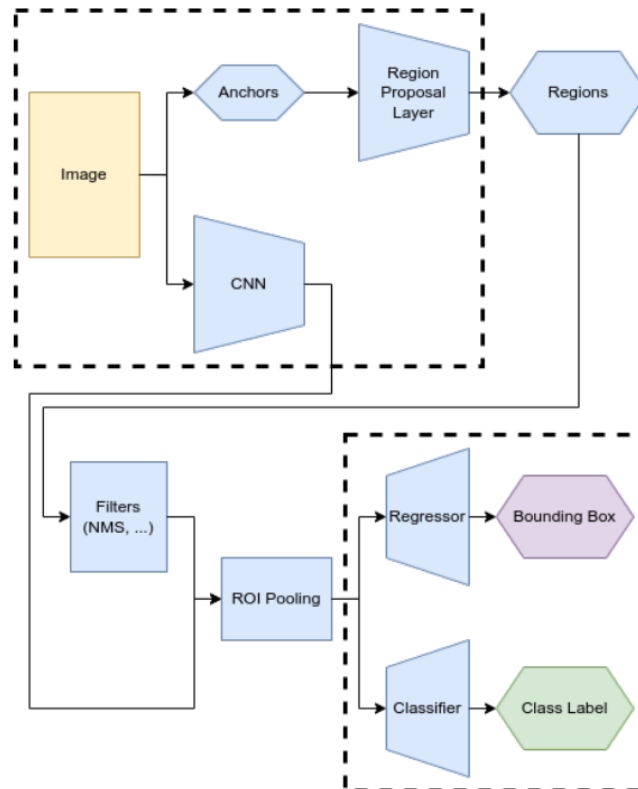 Image
Anchors
Region
Proposal
Layer
Regions
CNN
Filters
(NMS, ...)
ROI Pooling
Regressor
Bounding Box
Classifier
Class Label